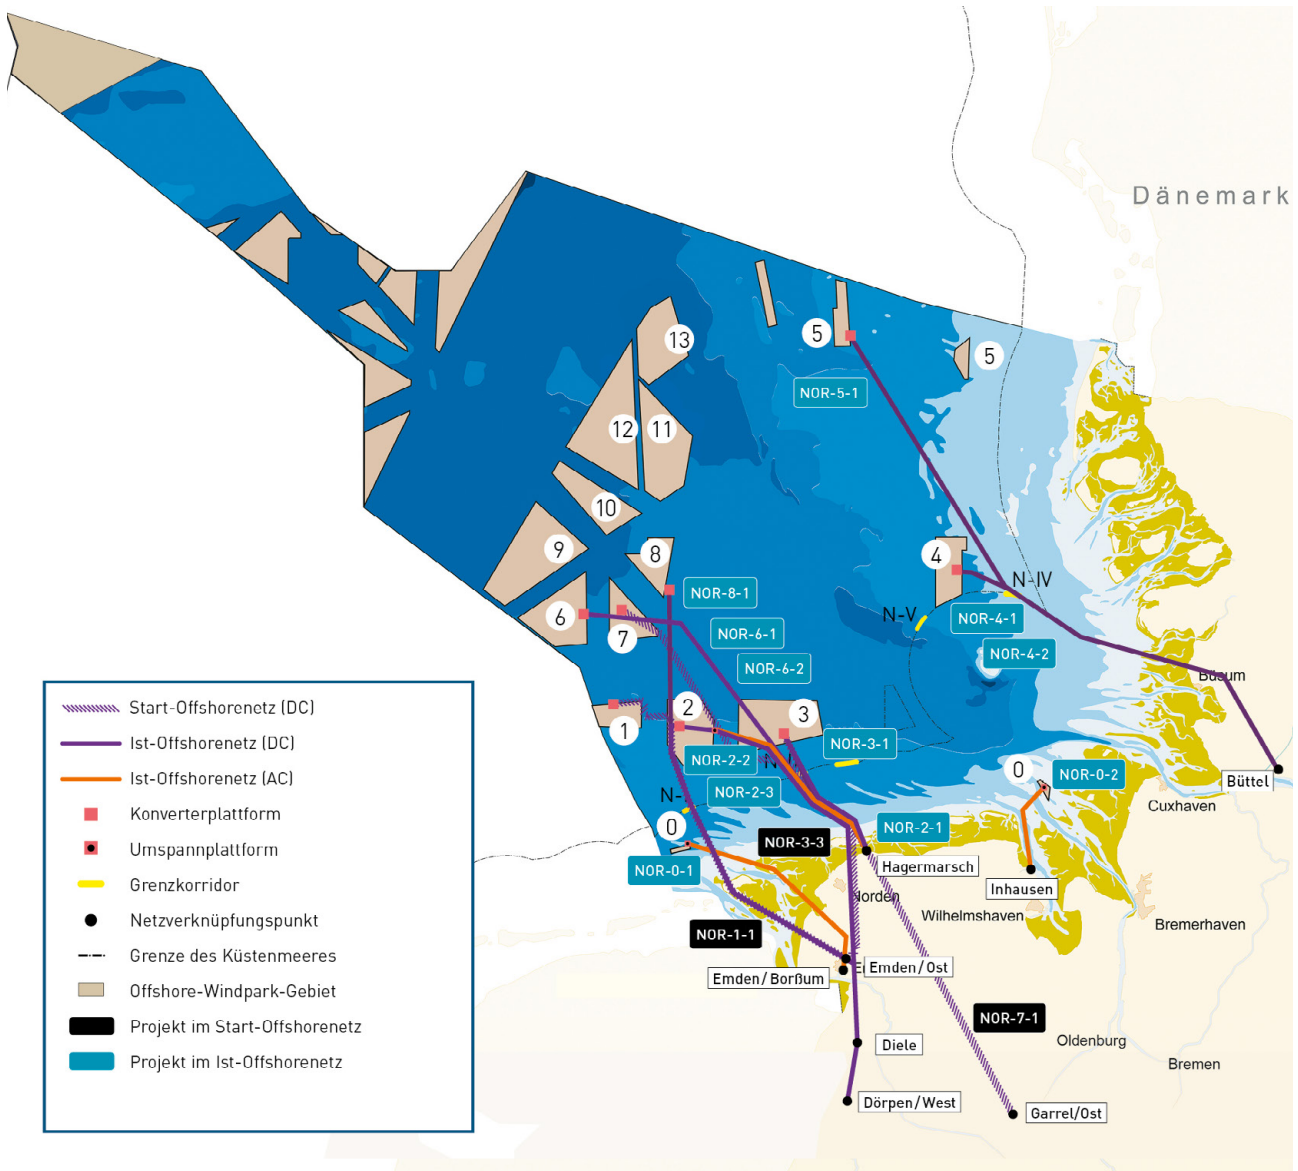 Dänemark
13
5
5
NOR-5-1
12
11
10
9
8
4
N-IV
NOR-8-1
N-V
NOR-4-1
6
7
NOR-6-1
NOR-4-2
NOR-6-2
Büsum
1
2
3
NOR-3-1
NOR-2-2
0
NOR-0-2
Büttel
NOR-2-3
Cuxhaven
0
NOR-3-3
NOR-2-1
NOR-0-1
Hagermarsch
Inhausen
Norden
Wilhelmshaven
Bremerhaven
NOR-1-1
Emden/Borßum
Emden/Ost
NOR-7-1
Diele
Oldenburg
Bremen
Dörpen/West
Garrel/Ost
Start-Offshorenetz (DC)
Ist-Offshorenetz (DC)
Ist-Offshorenetz (AC)
Konverterplattform
Umspannplattform
Grenzkorridor
Netzverknüpfungspunkt
Grenze des Küstenmeeres
Offshore-Windpark-Gebiet
Projekt im Start-Offshorenetz
Projekt im Ist-Offshorenetz